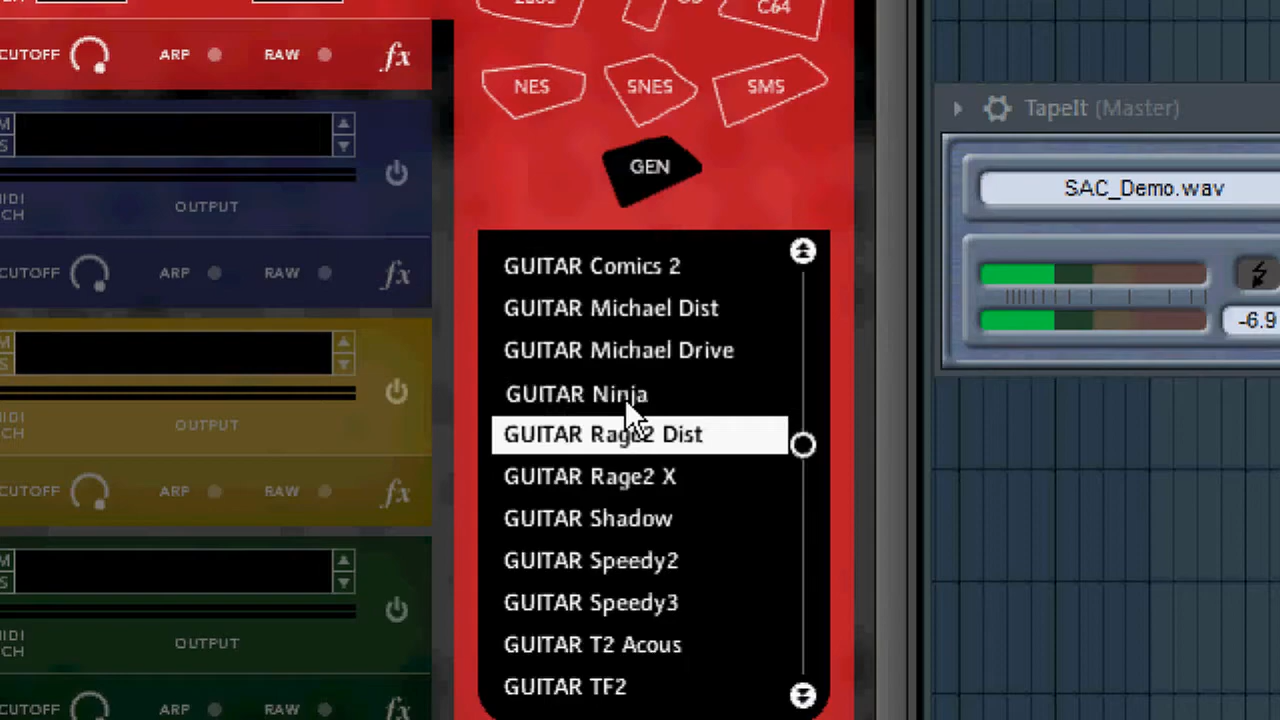 C64
CUTOFF ARP RAW fx
NES SNES SMS
GEN
TapeIt (Master)
SAC_Demo.wav
-6.9
M
S
OUTPUT
CUTOFF ARP RAW fx
M
S
OUTPUT
CUTOFF ARP RAW fx
M
S
OUTPUT
CUTOFF ARP RAW fx
GUITAR Comics 2
GUITAR Michael Dist
GUITAR Michael Drive
GUITAR Ninja
GUITAR Rage2 Dist
GUITAR Rage2 X
GUITAR Shadow
GUITAR Speedy2
GUITAR Speedy3
GUITAR T2 Acous
GUITAR TF2